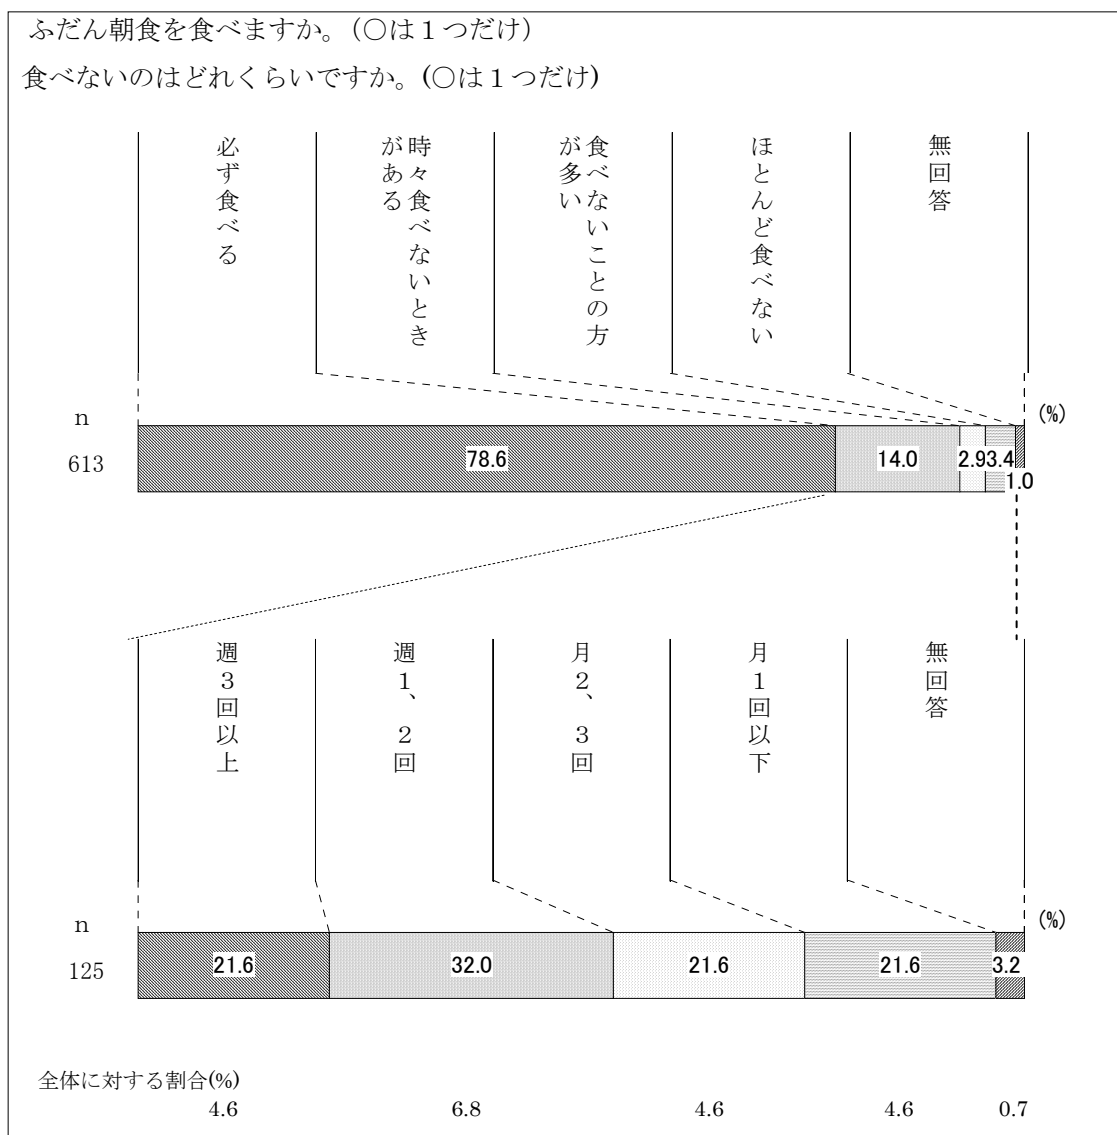 ふだん朝食を食べますか。（○は１つだけ）
食べないのはどれくらいですか。(○は１つだけ)
必ず食べる
時々食べないとき
がある
食べないことの方
が多い
ほとんど食べない
無回答
n
(%)
613
78.6
14.0
2.9
3.4
1.0
週３回以上
週１、２回
月２、３回
月１回以下
無回答
n
(%)
125
21.6
32.0
21.6
21.6
3.2
全体に対する割合(%)
4.6
6.8
4.6
4.6
0.7